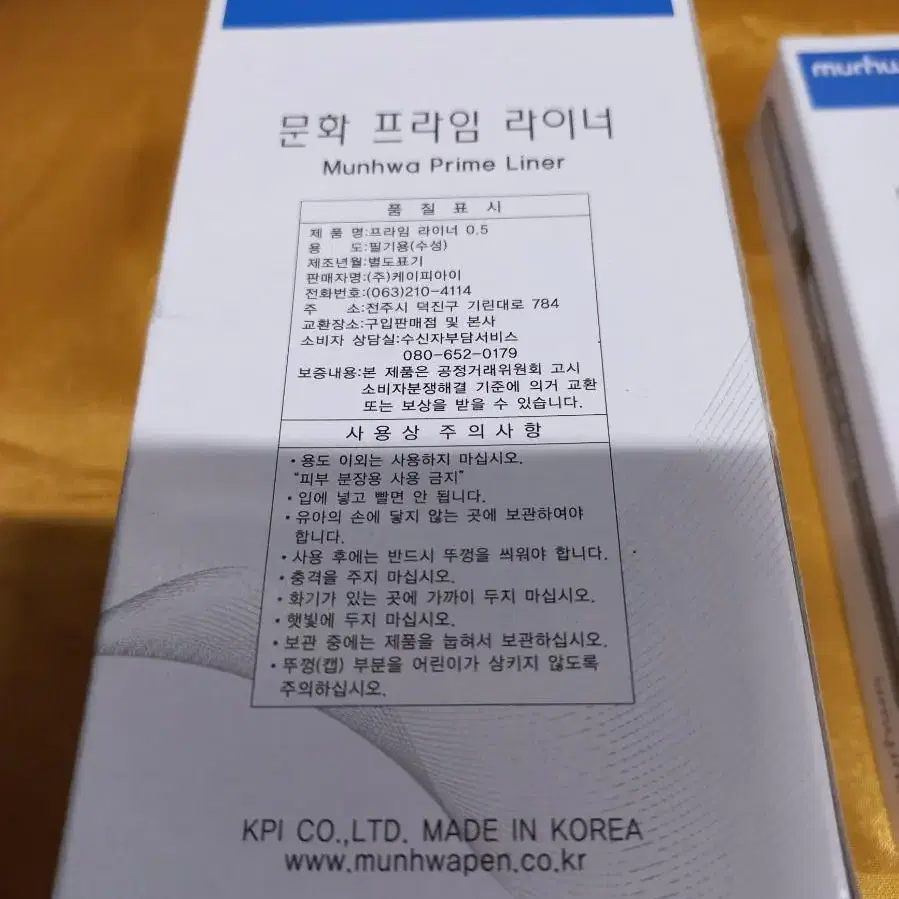 문화 프라임 라이너
Munhwa Prime Liner
품 질 표 시
제 품 명:프라임 라이너 0.5
용 도:필기용(수성)
제조년월:별도표기
판매자명:(주)케이피아이
전화번호:(063)210-4114
주 소:전주시 덕진구 기린대로 784
교환장소:구입판매점 및 본사
소비자 상담실:수신자부담서비스
080-652-0179
보증내용:본 제품은 공정거래위원회 고시
소비자분쟁해결 기준에 의거 교환
또는 보상을 받을 수 있습니다.
사 용 상 주 의 사 항
• 용도 이외는 사용하지 마십시오.
"피부 분장용 사용 금지"
• 입에 넣고 빨면 안 됩니다.
• 유아의 손에 닿지 않는 곳에 보관하여야
합니다.
• 사용 후에는 반드시 뚜껑을 씌워야 합니다.
• 충격을 주지 마십시오.
• 화기가 있는 곳에 가까이 두지 마십시오.
• 햇빛에 두지 마십시오.
• 보관 중에는 제품을 눕혀서 보관하십시오.
• 뚜껑(캡) 부분을 어린이가 삼키지 않도록
주의하십시오.
KPI CO.,LTD. MADE IN KOREA
www.munhwapen.co.kr